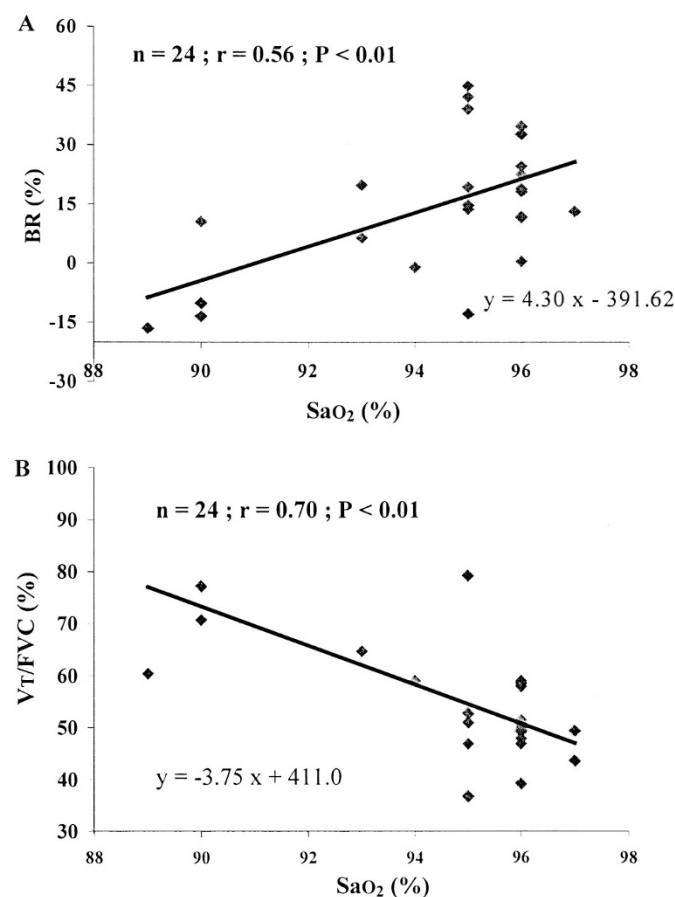 A
n = 24 ; r = 0.56 ; P < 0.01
60
45
30
15
0
-15
-30
BR (%)
y = 4.30 x - 391.62
88 90 92 94 96 98
SaO₂ (%)
B
n = 24 ; r = 0.70 ; P < 0.01
100
90
80
70
60
50
40
30
VT/FVC (%)
y = -3.75 x + 411.0
88 90 92 94 96 98
SaO₂ (%)